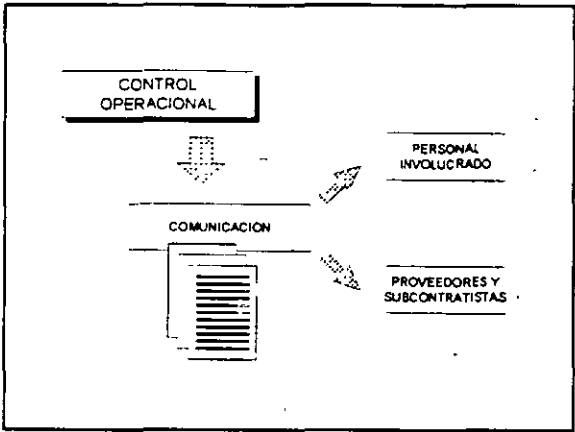 CONTROL
OPERACIONAL
PERSONAL
INVOLUCRADO
COMUNICACION
PROVEEDORES Y
SUBCONTRATISTAS